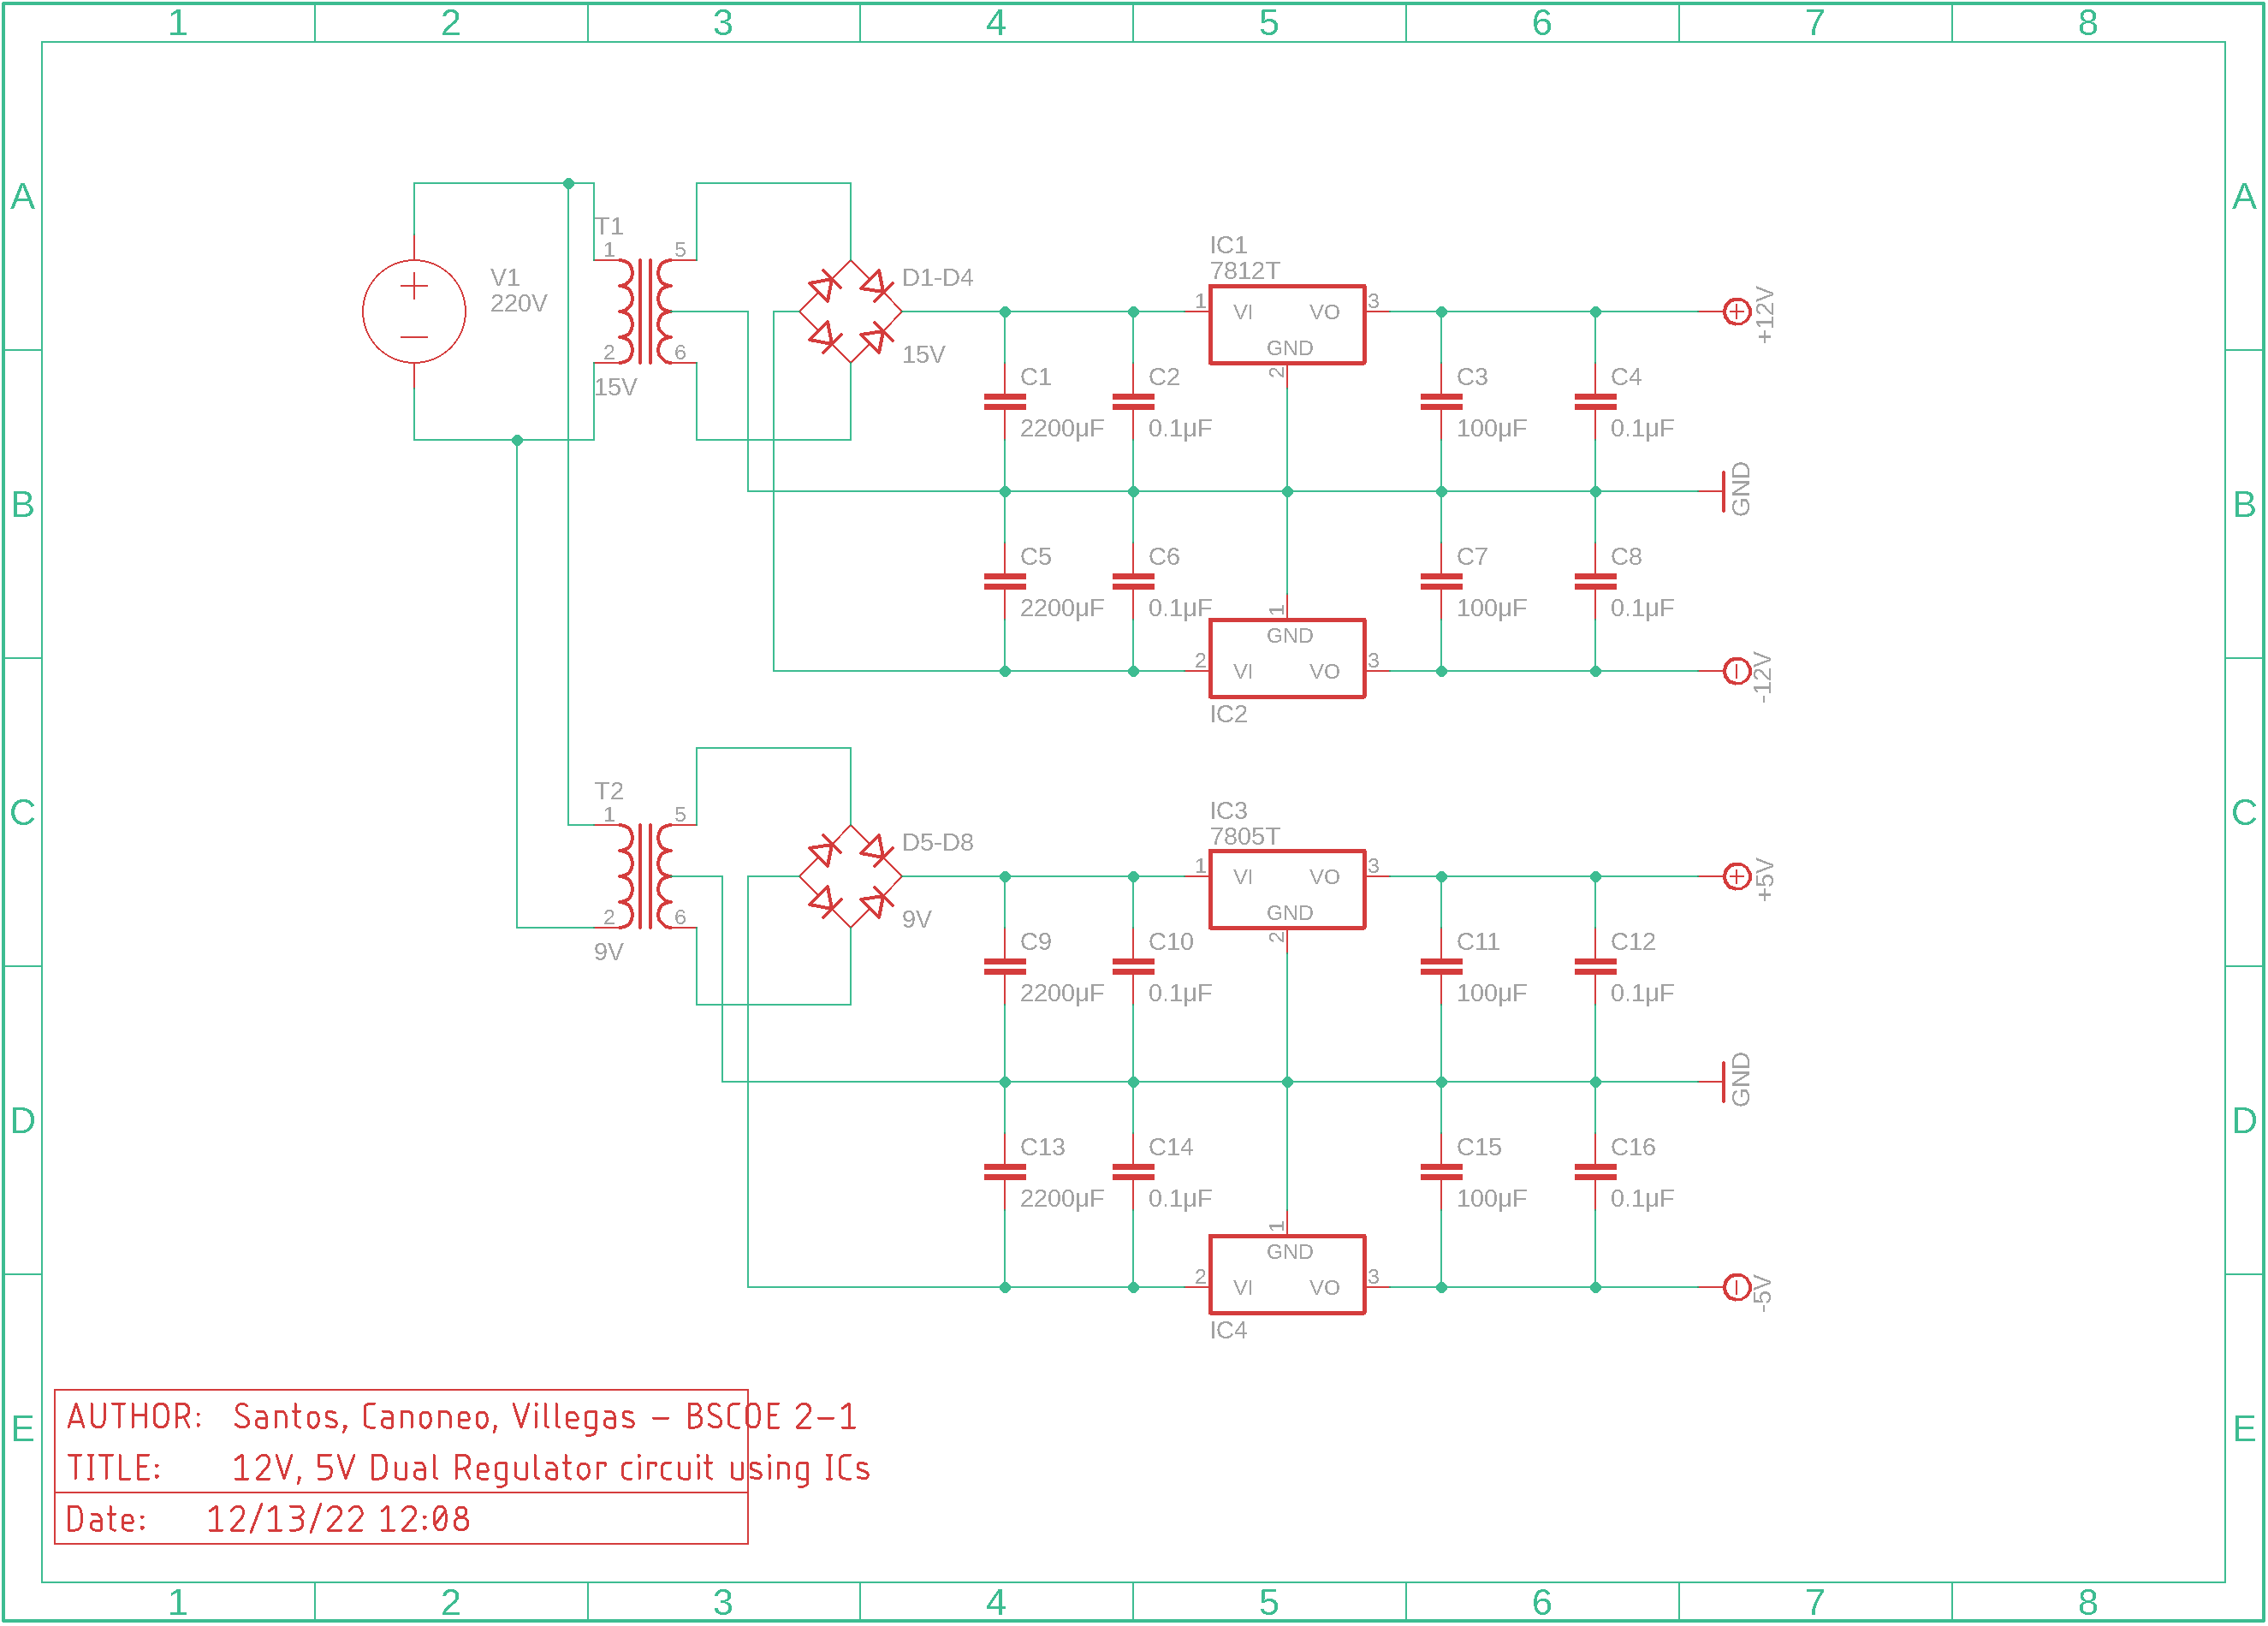 1 2 3 4 5 6 7 8
A A
T1
1 5
V1
220V
2 6
15V
D1-D4
15V
IC1
7812T
1 VI VO 3
GND
2
+12V
C1 C2 C3 C4
2200µF 0.1µF 100µF 0.1µF
B B
GND
C5 C6 C7 C8
2200µF 0.1µF 100µF 0.1µF
1
GND
2 VI VO 3
IC2
-12V
T2
1 5
C C
2 6
9V
D5-D8
9V
IC3
7805T
1 VI VO 3
GND
2
+5V
C9 C10 C11 C12
2200µF 0.1µF 100µF 0.1µF
GND
D D
C13 C14 C15 C16
2200µF 0.1µF 100µF 0.1µF
1
GND
2 VI VO 3
IC4
-5V
E E
AUTHOR: Santos, Canoneo, Villegas - BSCOE 2-1
TITLE: 12V, 5V Dual Regulator circuit using ICs
Date: 12/13/22 12:08
1 2 3 4 5 6 7 8